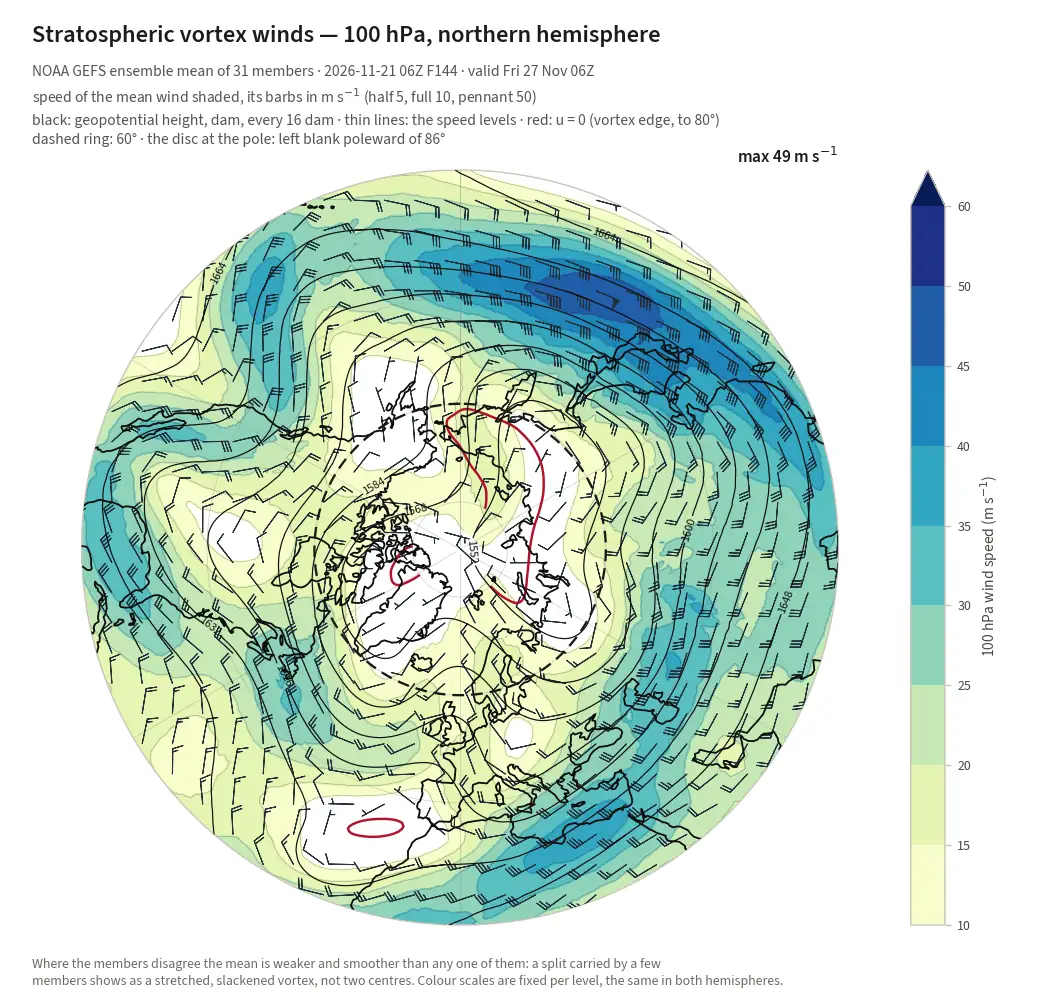 Stratospheric vortex winds — 100 hPa, northern hemisphere
NOAA GEFS ensemble mean of 31 members · 2026-11-21 06Z F144 · valid Fri 27 Nov 06Z
speed of the mean wind shaded, its barbs in m s⁻¹ (half 5, full 10, pennant 50)
black: geopotential height, dam, every 16 dam · thin lines: the speed levels · red: u = 0 (vortex edge, to 80°)
dashed ring: 60° · the disc at the pole: left blank poleward of 86°
max 49 m s⁻¹
1664
1664
1584
1568
1552
1600
1648
60
50
45
40
35
30
25
20
15
10
100 hPa wind speed (m s⁻¹)
Where the members disagree the mean is weaker and smoother than any one of them: a split carried by a few
members shows as a stretched, slackened vortex, not two centres. Colour scales are fixed per level, the same in both hemispheres.